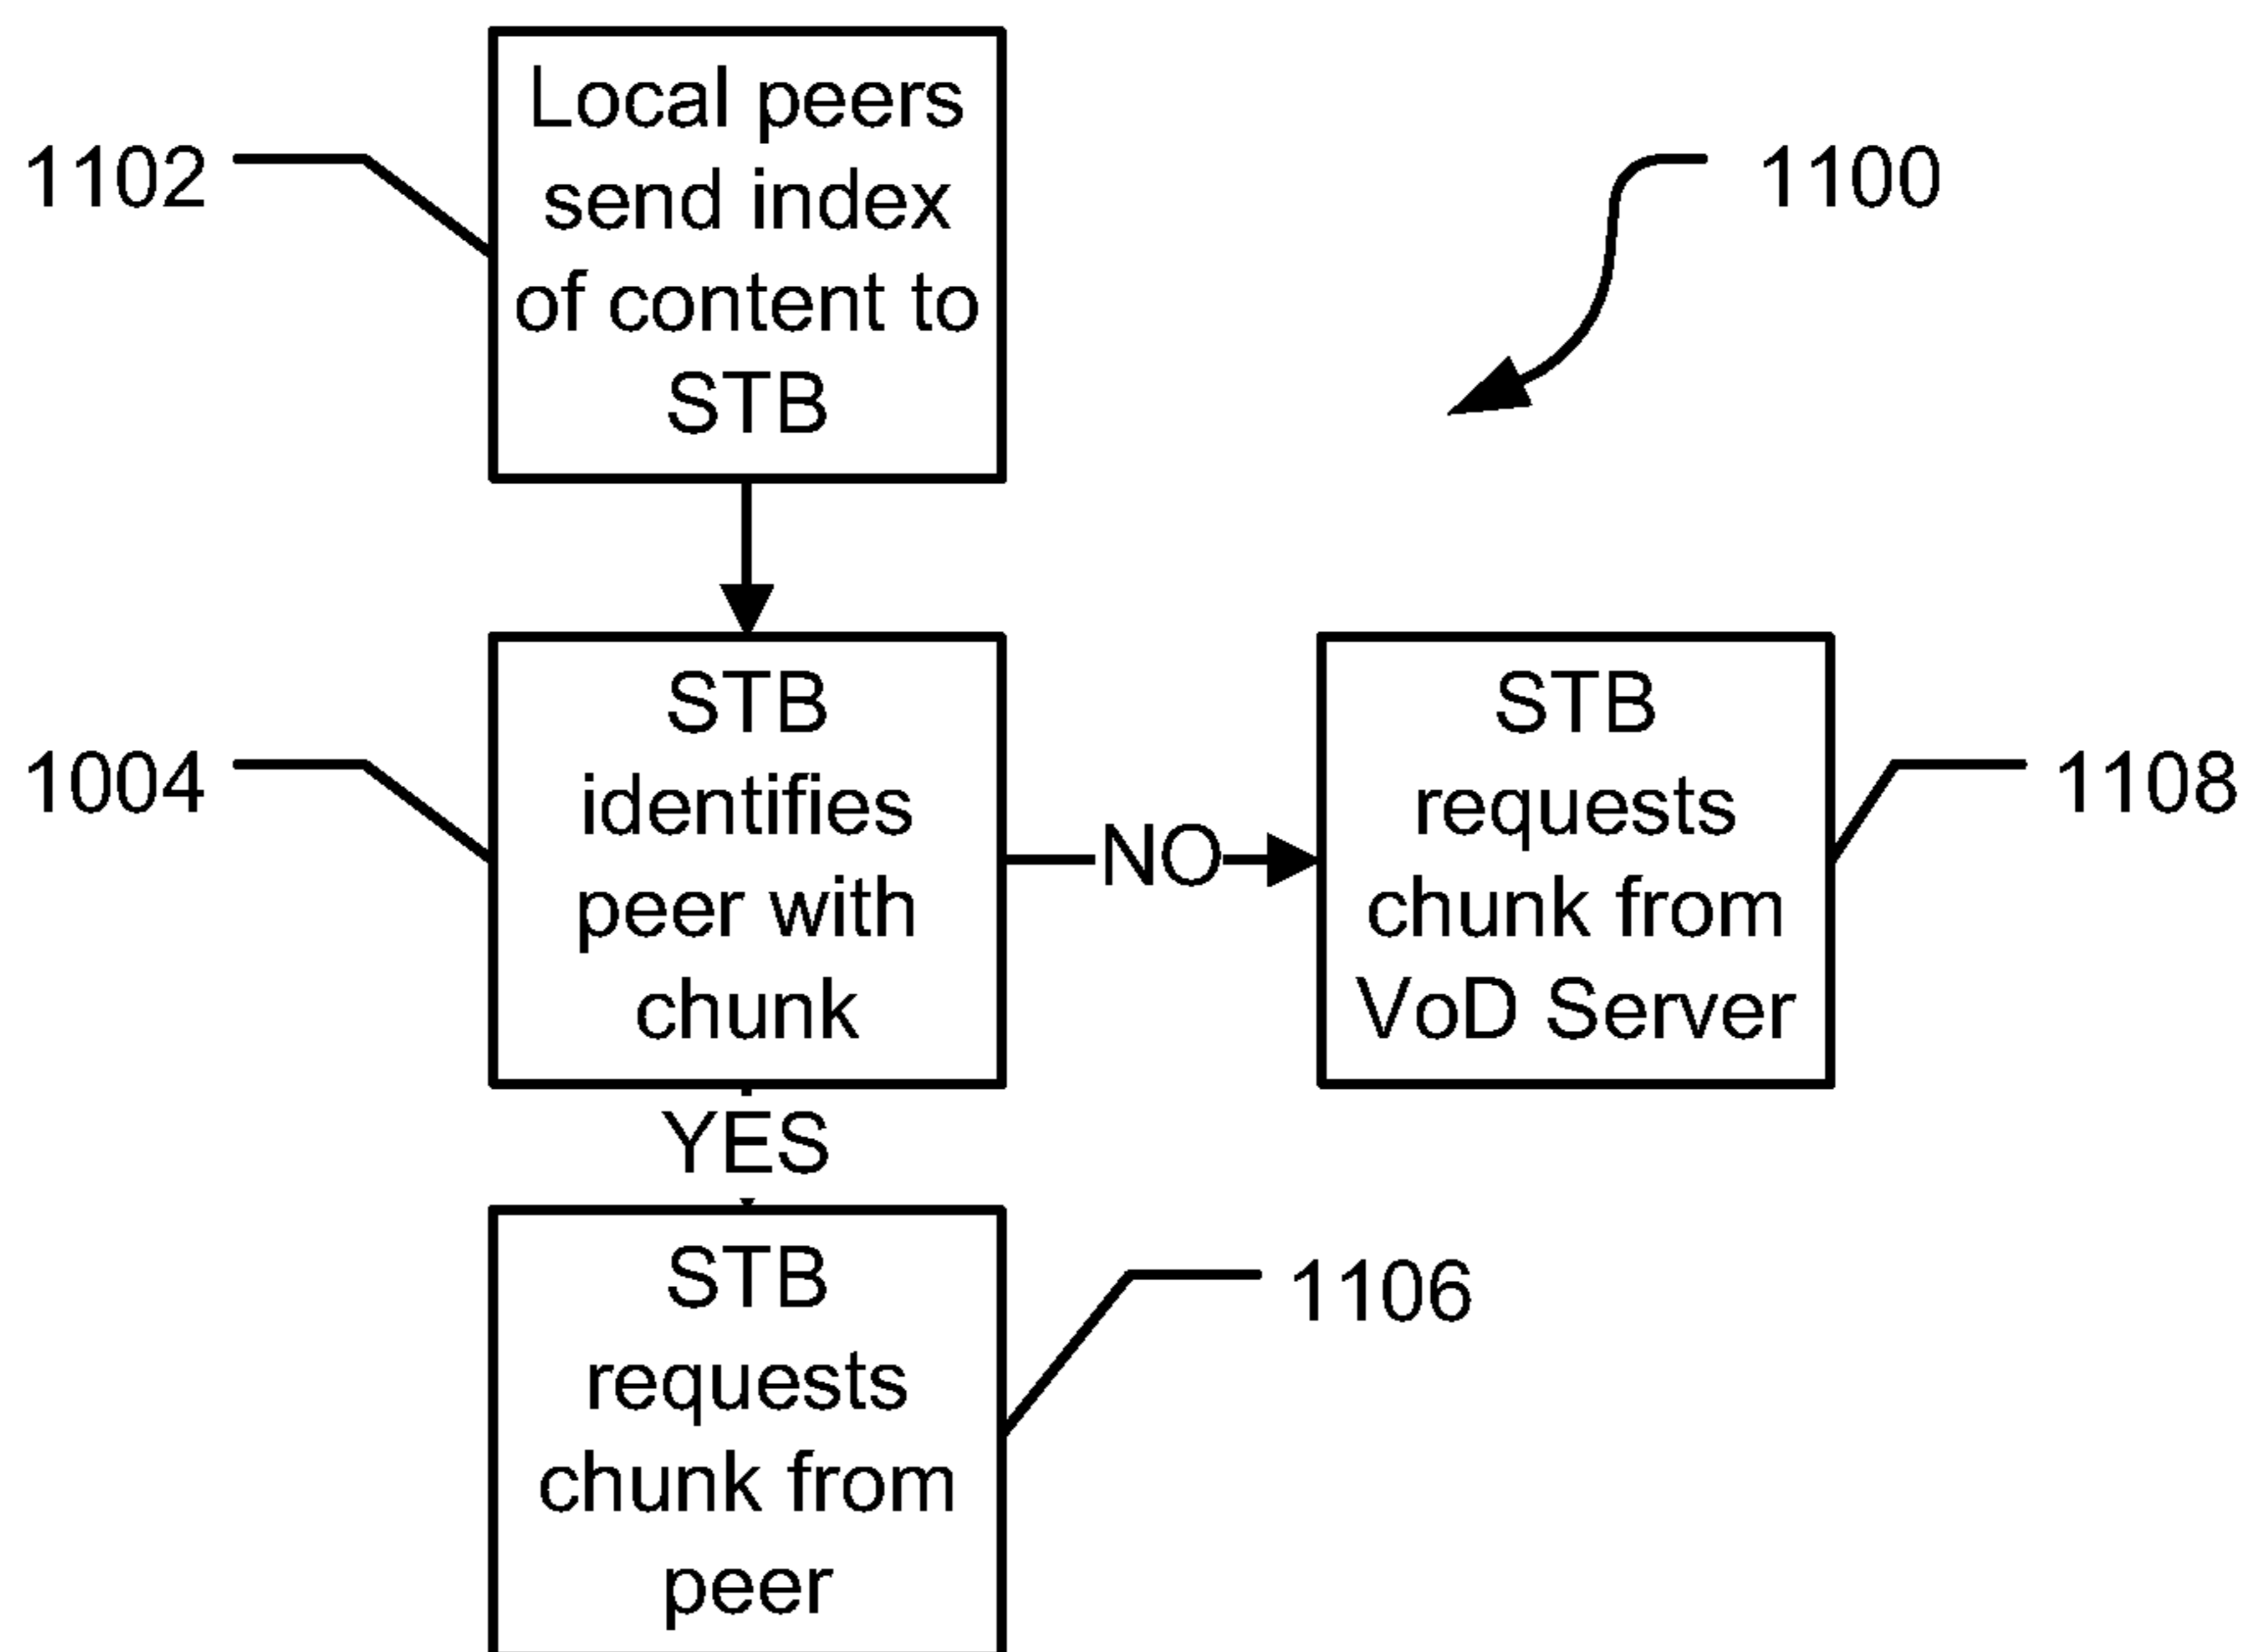 Local peers
send index
of content to
STB
1102
1100
STB
identifies
peer with
chunk
1004
NO
STB
requests
chunk from
VoD Server
1108
YES
STB
requests
chunk from
peer
1106